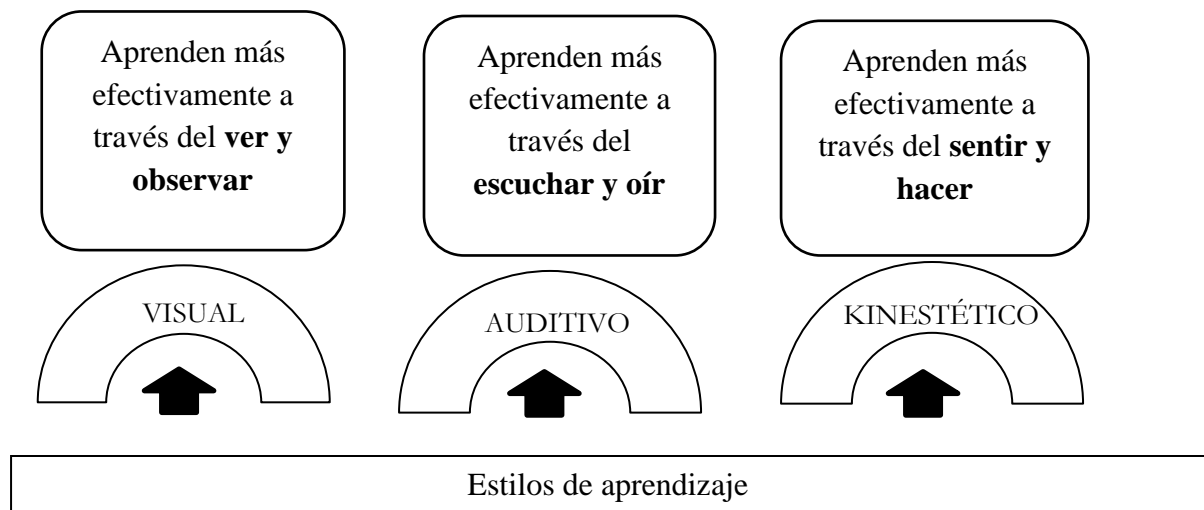 Aprenden más
efectivamente a
través del ver y
observar
Aprenden más
efectivamente a
través del
escuchar y oír
Aprenden más
efectivamente a
través del sentir y
hacer
VISUAL
AUDITIVO
KINESTÉTICO
Estilos de aprendizaje